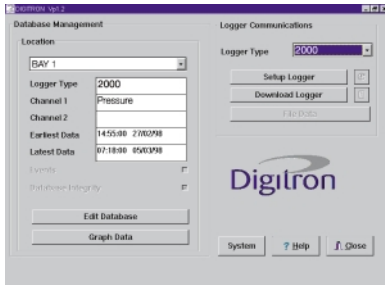 DIGITRON Vp1.2
Database Management
Location
BAY 1
Logger Type 2000
Channel 1 Pressure
Channel 2
Earliest Data 14:55:00 27/02/98
Latest Data 07:18:00 05/03/98
Events
Database Integrity
Edit Database
Graph Data
Logger Communications
Logger Type 2000
Setup Logger
Download Logger
File Data
Digitron
System ? Help Close